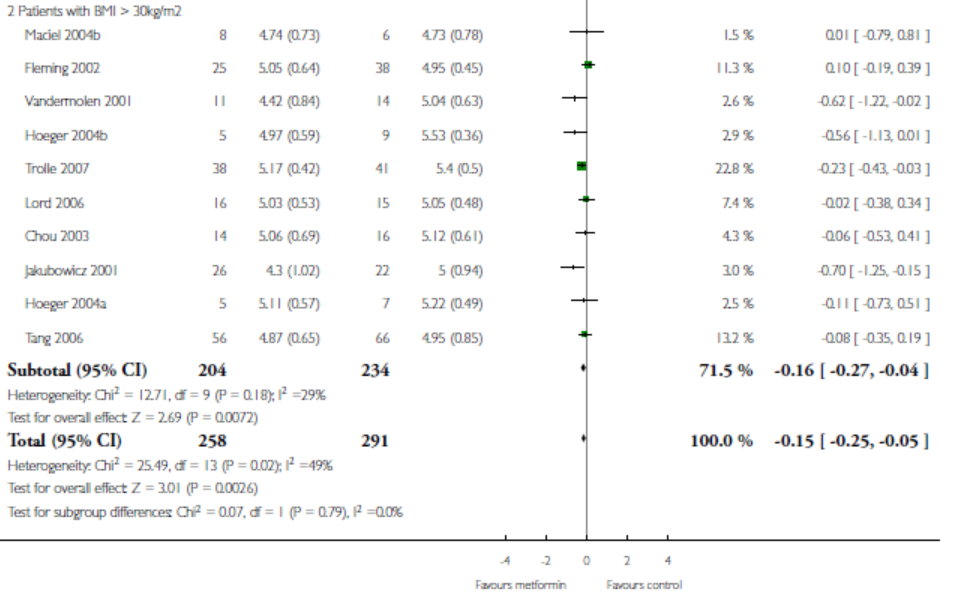 2 Patients with BMI > 30kg/m2
Maciel 2004b 8 4.74 (0.73) 6 4.73 (0.78) 1.5 % 0.01 [ -0.79, 0.81 ]
Fleming 2002 25 5.05 (0.64) 38 4.95 (0.45) 11.3 % 0.10 [ -0.19, 0.39 ]
Vandermolen 2001 11 4.42 (0.84) 14 5.04 (0.63) 2.6 % -0.62 [ -1.22, -0.02 ]
Hoeger 2004b 5 4.97 (0.59) 9 5.53 (0.36) 2.9 % -0.56 [ -1.13, 0.01 ]
Trolle 2007 38 5.17 (0.42) 41 5.4 (0.5) 22.8 % -0.23 [ -0.43, -0.03 ]
Lord 2006 16 5.03 (0.53) 15 5.05 (0.48) 7.4 % -0.02 [ -0.38, 0.34 ]
Chou 2003 14 5.06 (0.69) 16 5.12 (0.61) 4.3 % -0.06 [ -0.53, 0.41 ]
Jakubowicz 2001 26 4.3 (1.02) 22 5 (0.94) 3.0 % -0.70 [ -1.25, -0.15 ]
Hoeger 2004a 5 5.11 (0.57) 7 5.22 (0.49) 2.5 % -0.11 [ -0.73, 0.51 ]
Tang 2006 56 4.87 (0.65) 66 4.95 (0.85) 13.2 % -0.08 [ -0.35, 0.19 ]
Subtotal (95% CI) 204 234 71.5 % -0.16 [ -0.27, -0.04 ]
Heterogeneity: Chi² = 12.71, df = 9 (P = 0.18); I² =29%
Test for overall effect: Z = 2.69 (P = 0.0072)
Total (95% CI) 258 291 100.0 % -0.15 [ -0.25, -0.05 ]
Heterogeneity: Chi² = 25.49, df = 13 (P = 0.02); I² =49%
Test for overall effect: Z = 3.01 (P = 0.0026)
Test for subgroup differences: Chi² = 0.07, df = 1 (P = 0.79), I² =0.0%
-4 -2 0 2 4
Favours metformin Favours control